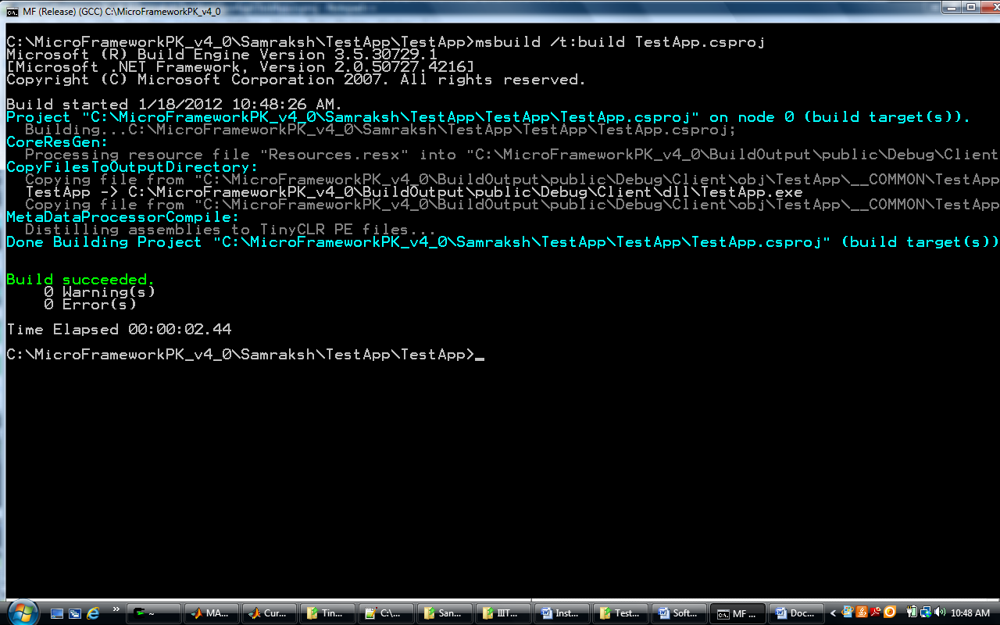 MF (Release) (GCC) C:\MicroFrameworkPK_v4_0
C:\MicroFrameworkPK_v4_0\Samraksh\TestApp\TestApp>msbuild /t:build TestApp.csproj
Microsoft (R) Build Engine Version 3.5.30729.1
[Microsoft .NET Framework, Version 2.0.50727.4216]
Copyright (C) Microsoft Corporation 2007. All rights reserved.
Build started 1/18/2012 10:48:26 AM.
Project "C:\MicroFrameworkPK_v4_0\Samraksh\TestApp\TestApp\TestApp.csproj" on node 0 (build target(s)).
Building...C:\MicroFrameworkPK_v4_0\Samraksh\TestApp\TestApp\TestApp.csproj;
CoreResGen:
Processing resource file "Resources.resx" into "C:\MicroFrameworkPK_v4_0\BuildOutput\public\Debug\Client
CopyFilesToOutputDirectory:
Copying file from "C:\MicroFrameworkPK_v4_0\BuildOutput\public\Debug\Client\obj\TestApp\__COMMON\TestApp
TestApp -> C:\MicroFrameworkPK_v4_0\BuildOutput\public\Debug\Client\dll\TestApp.exe
Copying file from "C:\MicroFrameworkPK_v4_0\BuildOutput\public\Debug\Client\obj\TestApp\__COMMON\TestApp
MetaDataProcessorCompile:
Distilling assemblies to TinyCLR PE files...
Done Building Project "C:\MicroFrameworkPK_v4_0\Samraksh\TestApp\TestApp\TestApp.csproj" (build target(s))
Build succeeded.
0 Warning(s)
0 Error(s)
Time Elapsed 00:00:02.44
C:\MicroFrameworkPK_v4_0\Samraksh\TestApp\TestApp>_
~ MA... Cur... Tin... C:\... San... IIIT... Inst... Test... Soft... MF ... Doc... 10:48 AM